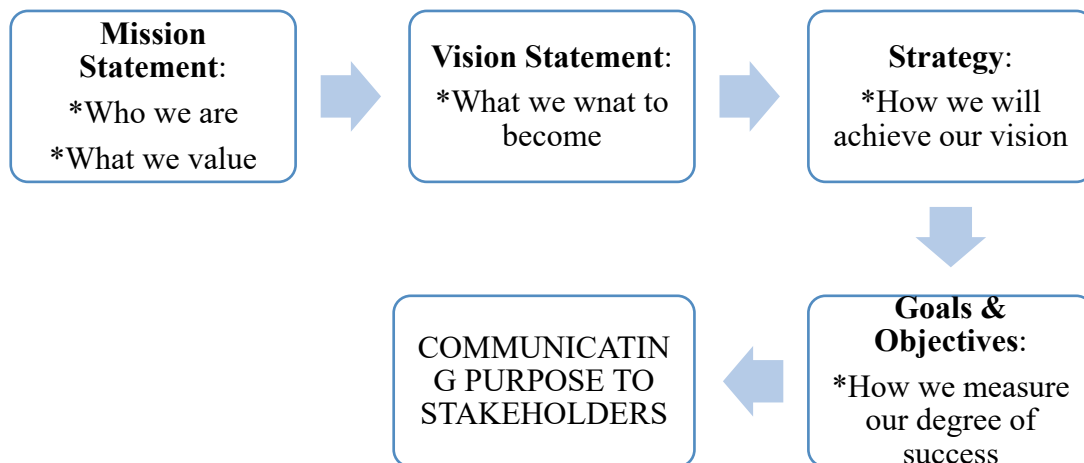 Mission
Statement:
*Who we are
*What we value
Vision Statement:
*What we wnat to
become
Strategy:
*How we will
achieve our vision
Goals &
Objectives:
*How we measure
our degree of
success
COMMUNICATIN
G PURPOSE TO
STAKEHOLDERS